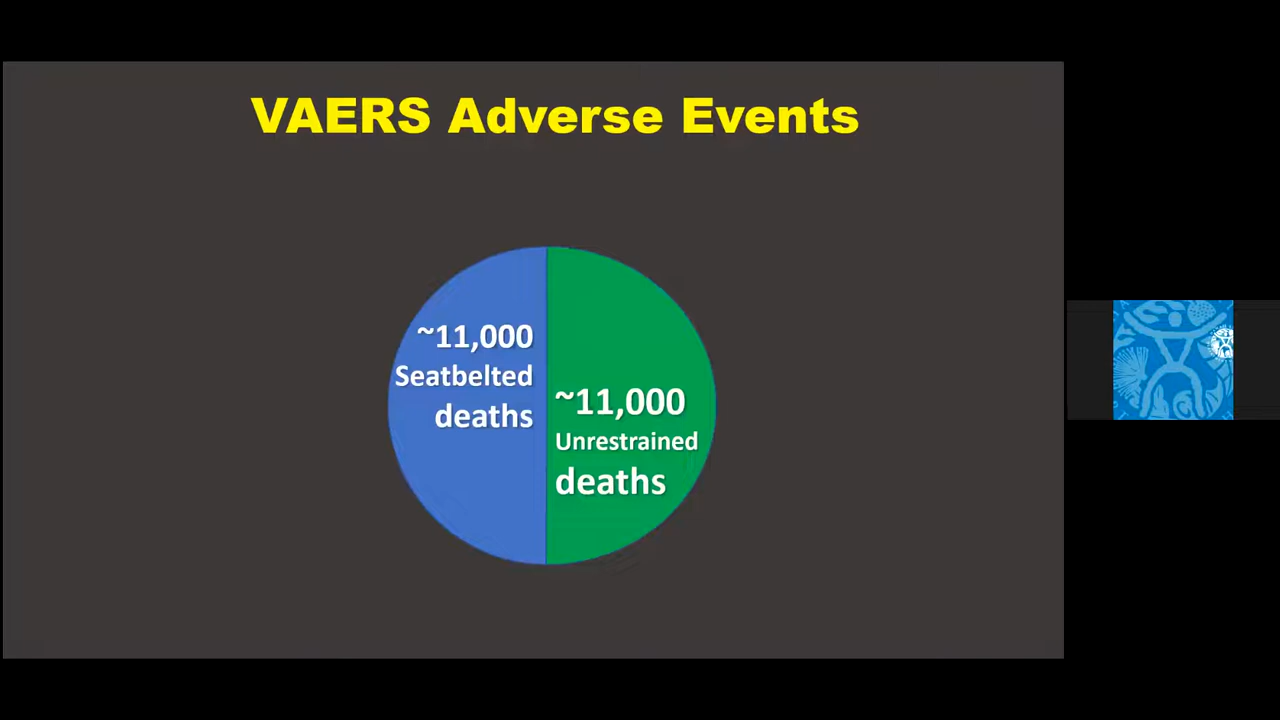 VAERS Adverse Events
~11,000
Seatbelted
deaths
~11,000
Unrestrained
deaths